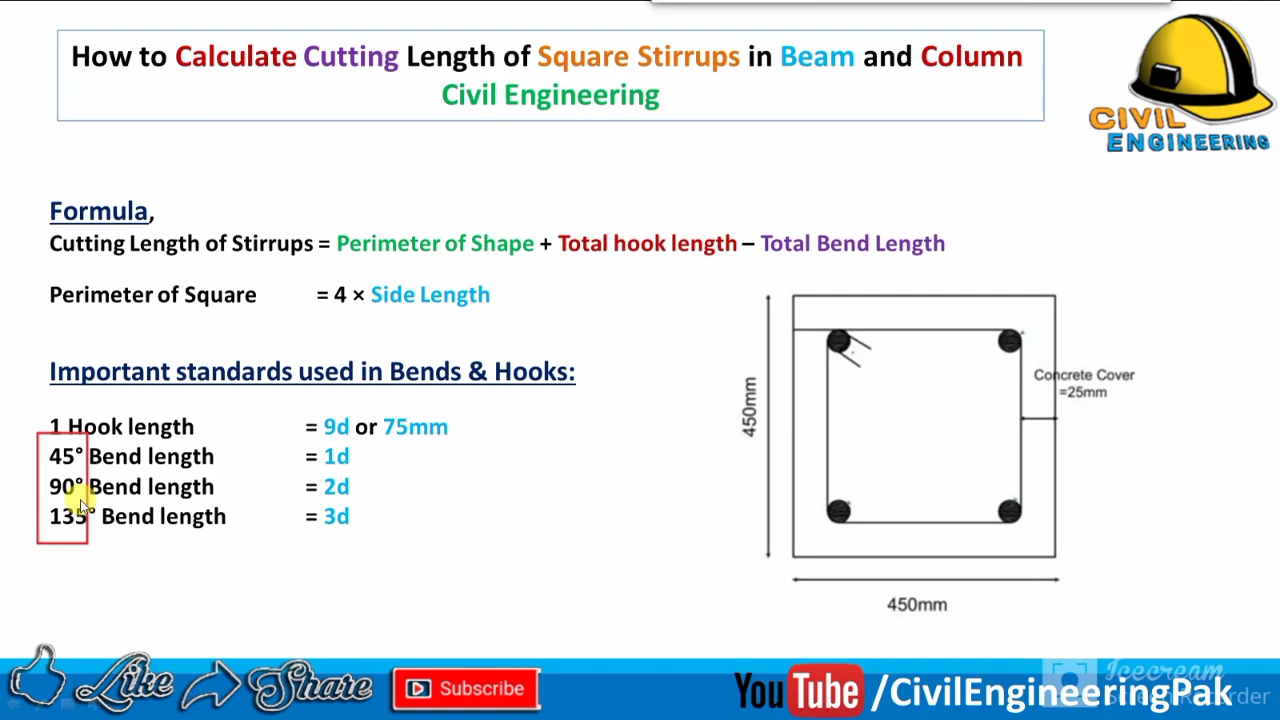 How to Calculate Cutting Length of Square Stirrups in Beam and Column
Civil Engineering
CIVIL
ENGINEERING
Formula,
Cutting Length of Stirrups = Perimeter of Shape + Total hook length – Total Bend Length
Perimeter of Square = 4 × Side Length
Important standards used in Bends & Hooks:
1 Hook length = 9d or 75mm
45° Bend length = 1d
90° Bend length = 2d
135° Bend length = 3d
450mm
Concrete Cover
=25mm
450mm
Like Share Subscribe YouTube /CivilEngineeringPak
Icecream
Screen Recorder